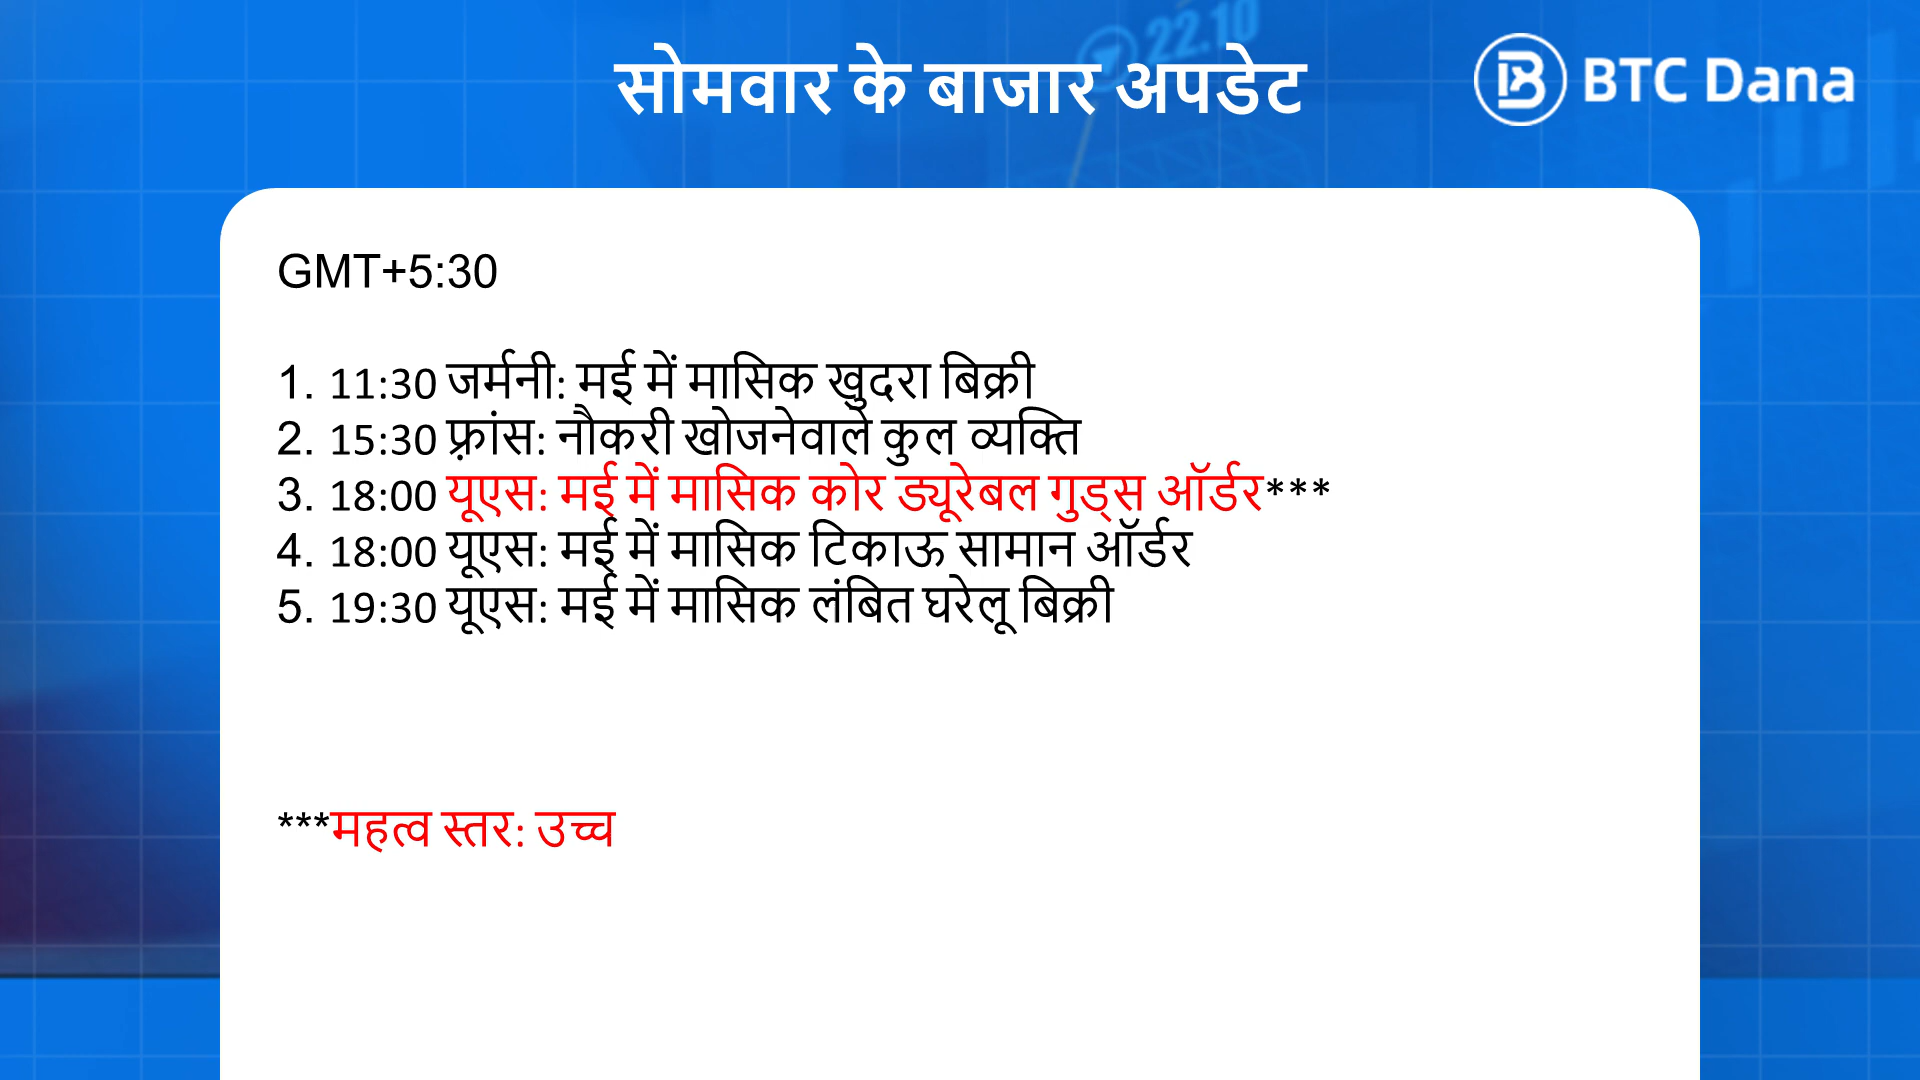 22.10
सोमवार के बाजार अपडेट
BTC Dana
GMT+5:30
1. 11:30 जर्मनी: मई में मासिक खुदरा बिक्री
2. 15:30 फ़्रांस: नौकरी खोजनेवाले कुल व्यक्ति
3. 18:00 यूएस: मई में मासिक कोर ड्यूरेबल गुड्स ऑर्डर***
4. 18:00 यूएस: मई में मासिक टिकाऊ सामान ऑर्डर
5. 19:30 यूएस: मई में मासिक लंबित घरेलू बिक्री
***महत्व स्तर: उच्च